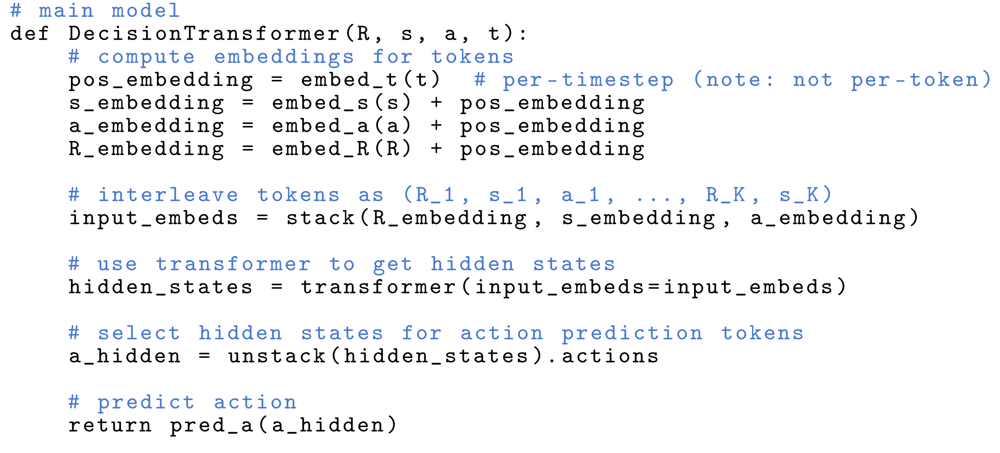 # main model
def DecisionTransformer(R, s, a, t):
    # compute embeddings for tokens
    pos_embedding = embed_t(t)  # per-timestep (note: not per-token)
    s_embedding = embed_s(s) + pos_embedding
    a_embedding = embed_a(a) + pos_embedding
    R_embedding = embed_R(R) + pos_embedding

    # interleave tokens as (R_1, s_1, a_1, ..., R_K, s_K)
    input_embeds = stack(R_embedding, s_embedding, a_embedding)

    # use transformer to get hidden states
    hidden_states = transformer(input_embeds=input_embeds)

    # select hidden states for action prediction tokens
    a_hidden = unstack(hidden_states).actions

    # predict action
    return pred_a(a_hidden)